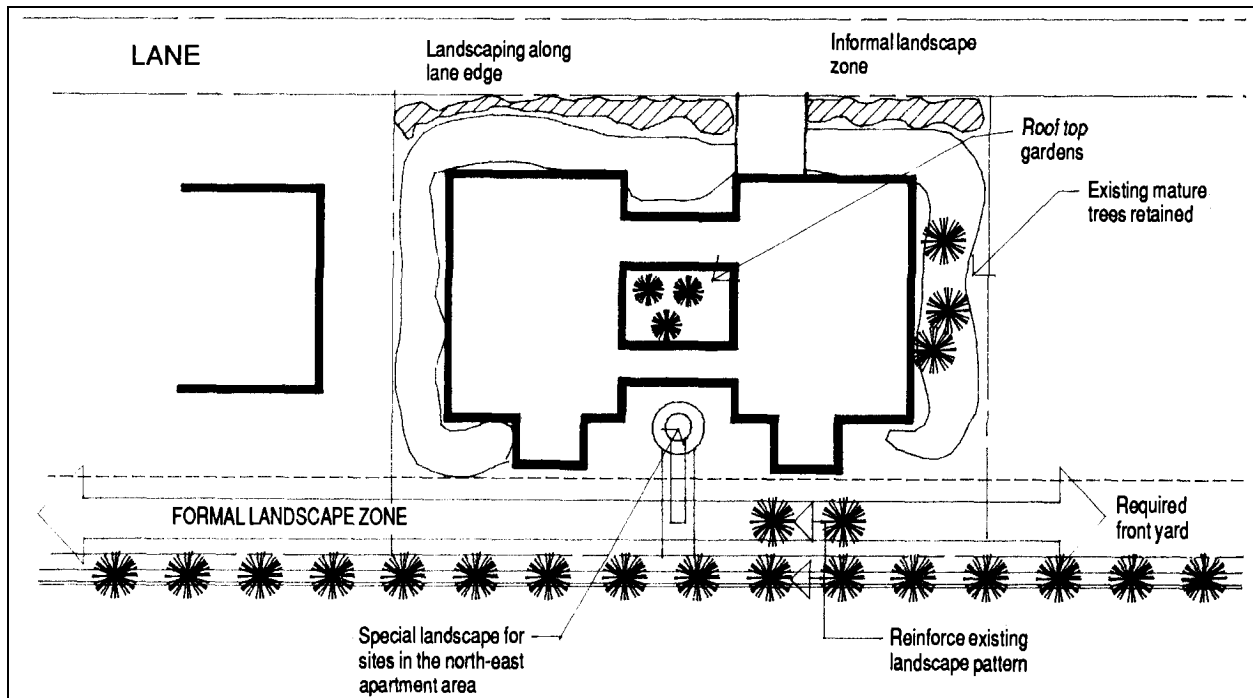 LANE
Landscaping along
lane edge
Informal landscape
zone
Roof top
gardens
Existing mature
trees retained
FORMAL LANDSCAPE ZONE
Required
front yard
Special landscape for
sites in the north-east
apartment area
Reinforce existing
landscape pattern